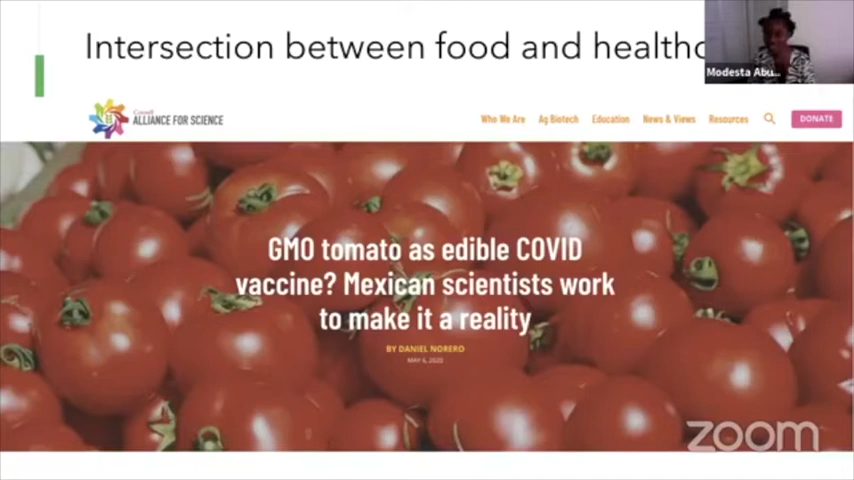 Intersection between food and healthc
Modesta Abu...
Cornell
ALLIANCE FOR SCIENCE
Who We Are Ag Biotech Education News & Views Resources DONATE
GMO tomato as edible COVID
vaccine? Mexican scientists work
to make it a reality
BY DANIEL NORERO
MAY 6, 2020
zoom